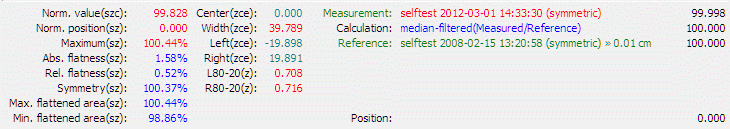 Norm. value(szc): 99.828 Center(zce): 0.000 Measurement: selftest 2012-03-01 14:33:30 (symmetric) 99.998
Norm. position(sz): 0.000 Width(zce): 39.789 Calculation: median-filtered(Measured/Reference) 100.000
Maximum(sz): 100.44% Left(zce): -19.898 Reference: selftest 2008-02-15 13:20:58 (symmetric) » 0.01 cm 100.000
Abs. flatness(sz): 1.58% Right(zce): 19.891
Rel. flatness(sz): 0.52% L80-20(z): 0.708
Symmetry(sz): 100.37% R80-20(z): 0.716
Max. flattened area(sz): 100.44%
Min. flattened area(sz): 98.86% Position: 0.000